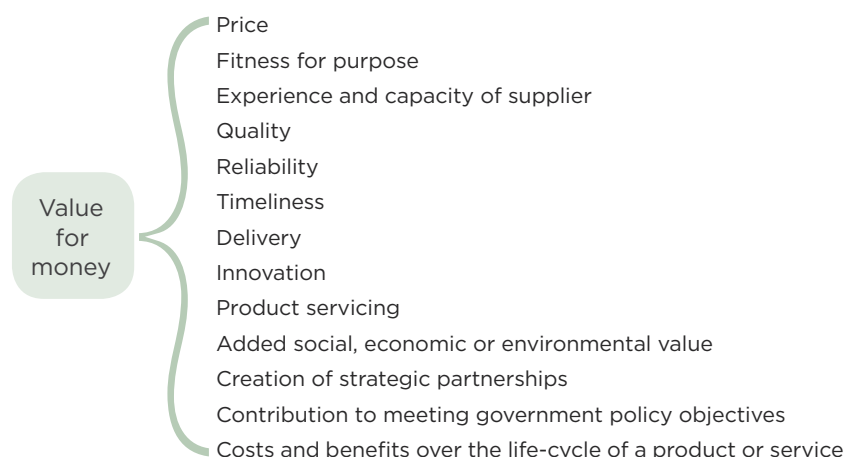 Price
Fitness for purpose
Experience and capacity of supplier
Quality
Reliability
Timeliness
Delivery
Innovation
Product servicing
Added social, economic or environmental value
Creation of strategic partnerships
Contribution to meeting government policy objectives
Costs and benefits over the life-cycle of a product or service
Value
for
money